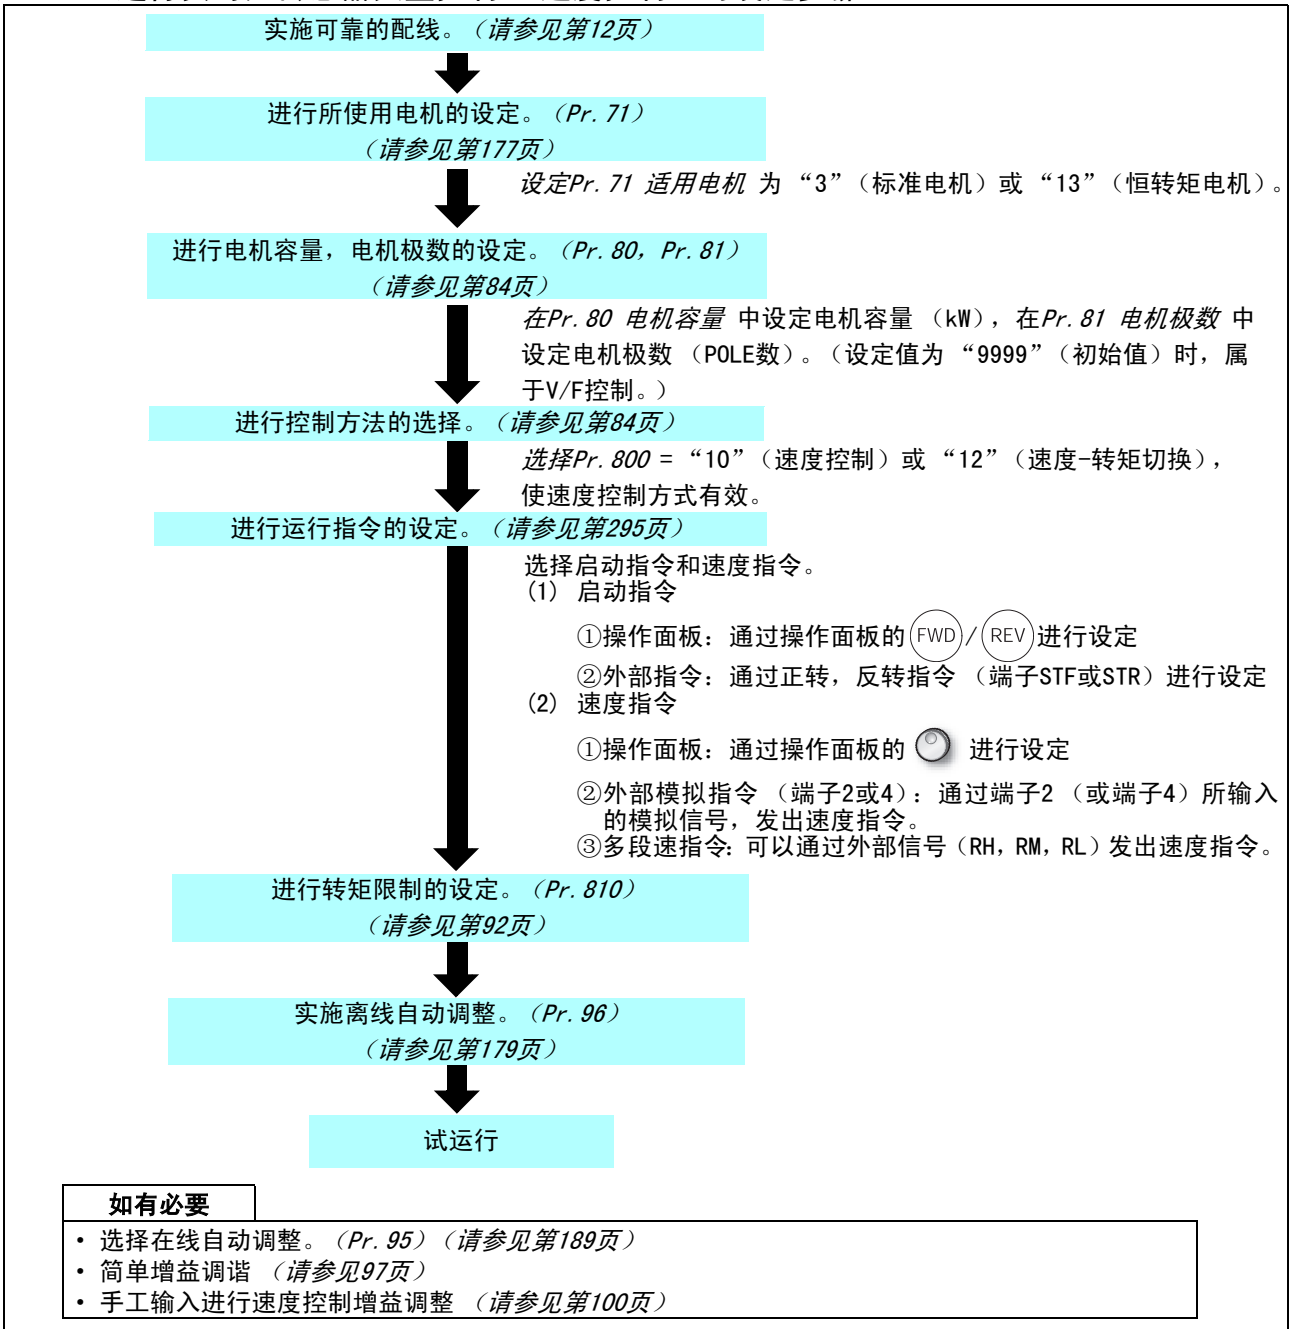 实施可靠的配线。（请参见第12页）
进行所使用电机的设定。（Pr.71）
（请参见第177页）
设定Pr.71 适用电机 为 “3”（标准电机）或 “13”（恒转矩电机）。
进行电机容量，电机极数的设定。（Pr.80，Pr.81）
（请参见第84页）
在Pr.80 电机容量 中设定电机容量 （kW），在Pr.81 电机极数 中
设定电机极数 （POLE数）。（设定值为 “9999”（初始值）时，属
于V/F控制。）
进行控制方法的选择。（请参见第84页）
选择Pr.800 = “10”（速度控制）或 “12”（速度-转矩切换），
使速度控制方式有效。
进行运行指令的设定。（请参见第295页）
选择启动指令和速度指令。
(1) 启动指令
①操作面板：通过操作面板的FWD/REV进行设定
②外部指令：通过正转，反转指令 （端子STF或STR）进行设定
(2) 速度指令
①操作面板：通过操作面板的 进行设定
②外部模拟指令 （端子2或4）：通过端子2 （或端子4）所输入
的模拟信号，发出速度指令。
③多段速指令：可以通过外部信号（RH，RM，RL）发出速度指令。
进行转矩限制的设定。（Pr.810）
（请参见第92页）
实施离线自动调整。（Pr.96）
（请参见第179页）
试运行
如有必要
• 选择在线自动调整。（Pr.95）（请参见第189页）
• 简单增益调谐 （请参见97页）
• 手工输入进行速度控制增益调整 （请参见第100页）